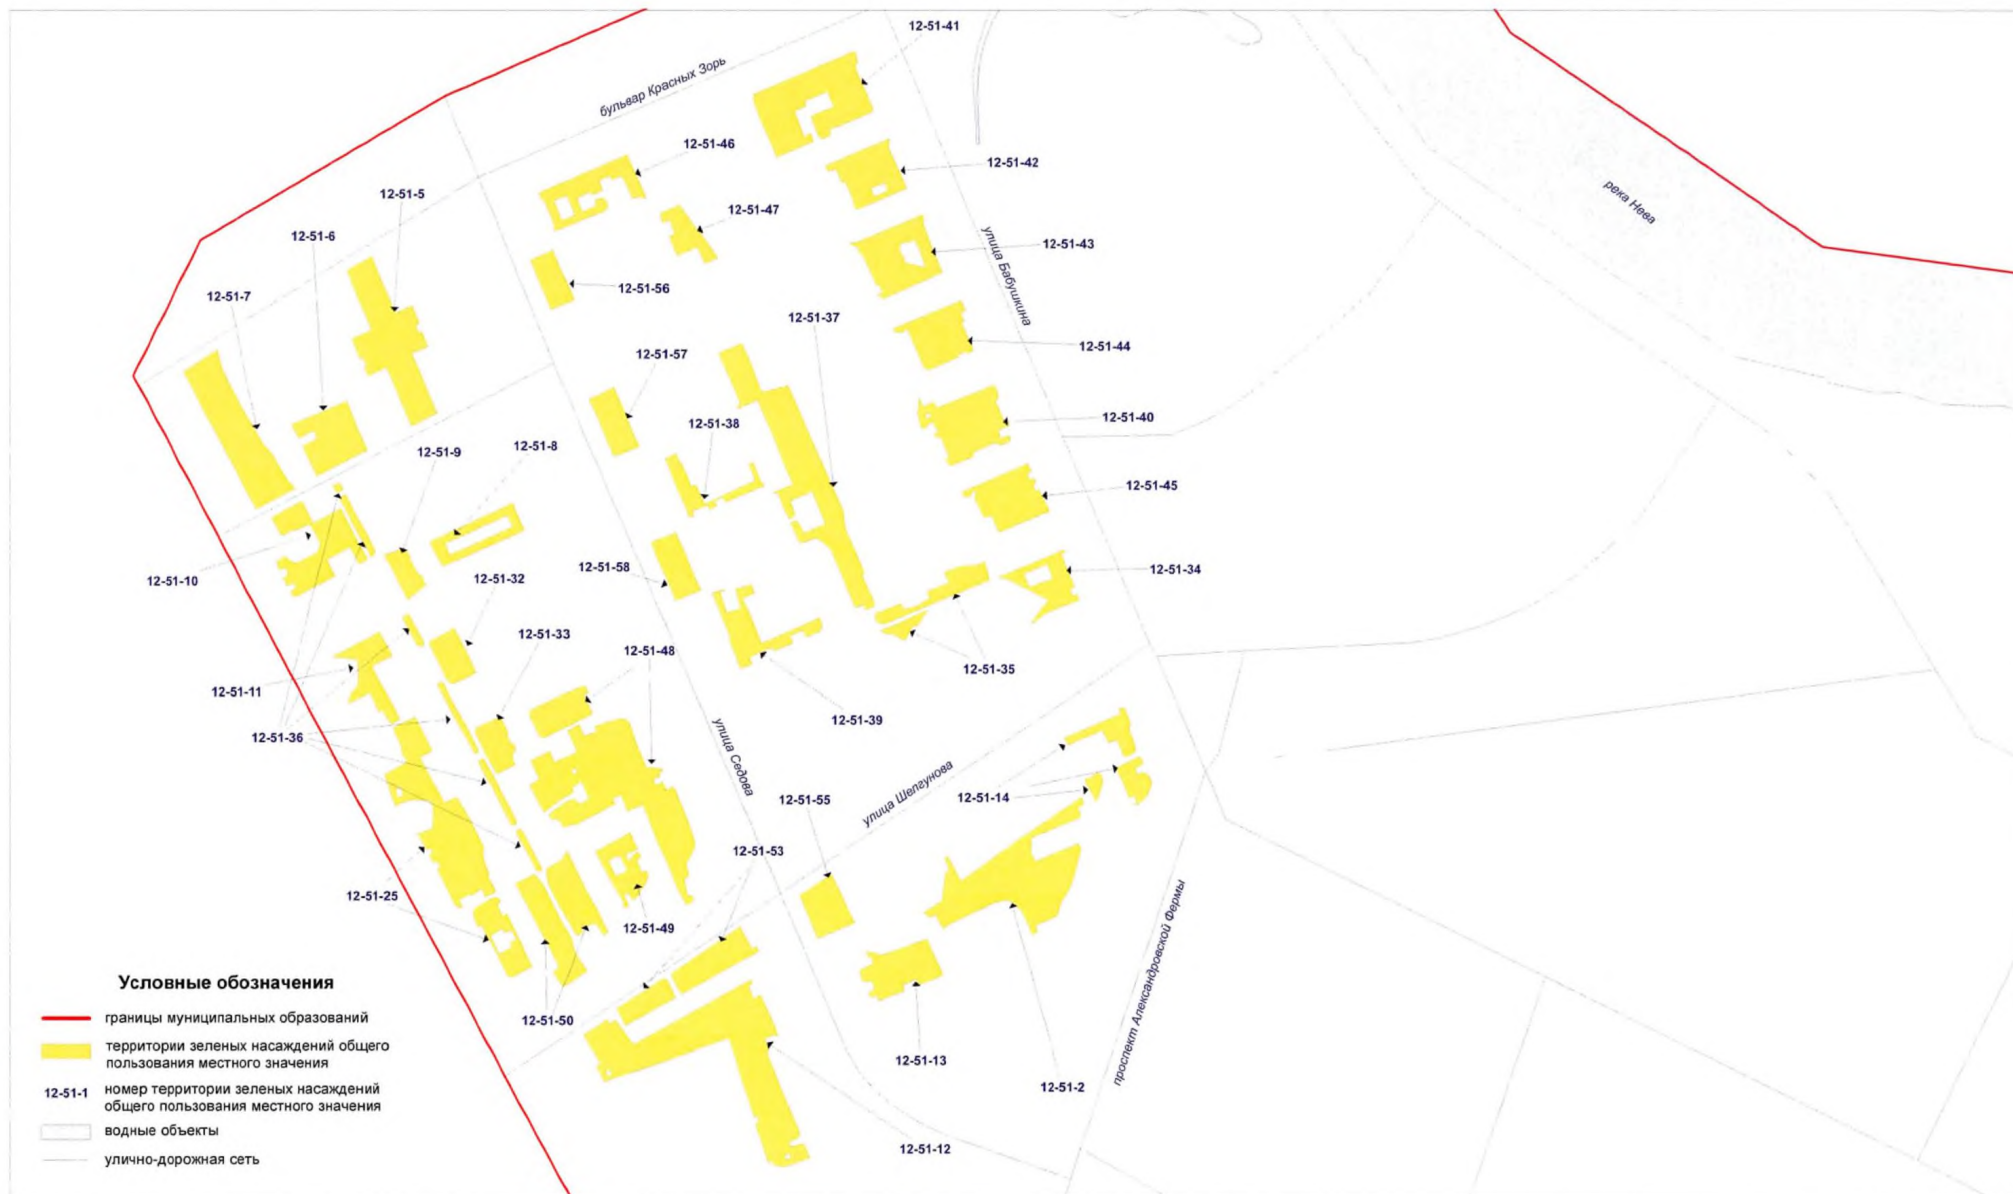 12-51-41
бульвар Красных Зорь
12-51-46
12-51-42
12-51-5
река Нева
12-51-47
12-51-6
улица Бабушкина
12-51-43
12-51-7
12-51-56
12-51-37
12-51-44
12-51-57
12-51-40
12-51-38
12-51-8
12-51-9
12-51-45
12-51-58
12-51-34
12-51-10
12-51-32
12-51-33
12-51-48
12-51-35
12-51-11
12-51-39
12-51-36
улица Седова
улица Шелгунова
12-51-14
12-51-55
12-51-53
12-51-25
12-51-49
проспект Александровской Фермы
12-51-50
12-51-13
12-51-2
12-51-12
Условные обозначения
границы муниципальных образований
территории зеленых насаждений общего
пользования местного значения
12-51-1 номер территории зеленых насаждений
общего пользования местного значения
водные объекты
улично-дорожная сеть